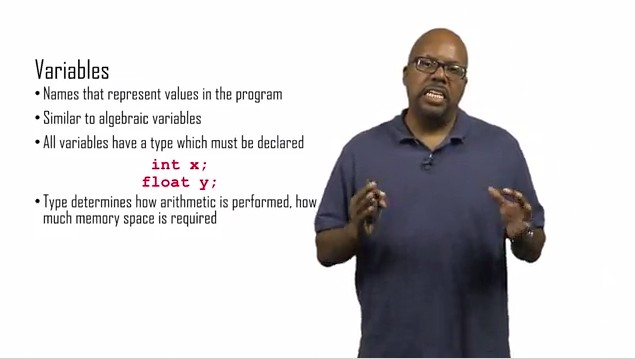 Variables
• Names that represent values in the program
• Similar to algebraic variables
• All variables have a type which must be declared
int x;
float y;
• Type determines how arithmetic is performed, how
much memory space is required